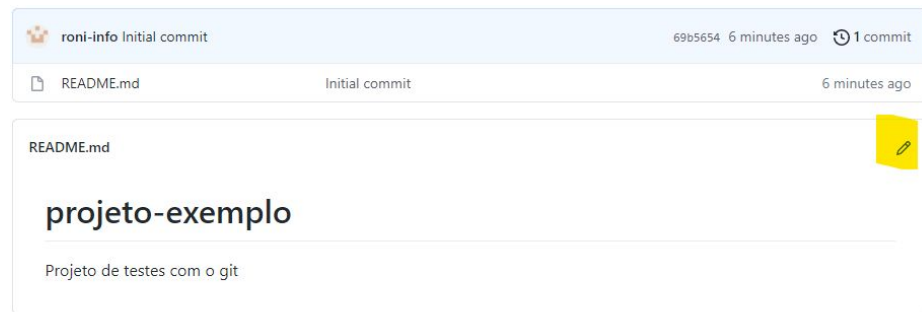 roni-info Initial commit 69b5654 6 minutes ago 1 commit
README.md Initial commit 6 minutes ago
README.md
projeto-exemplo
Projeto de testes com o git